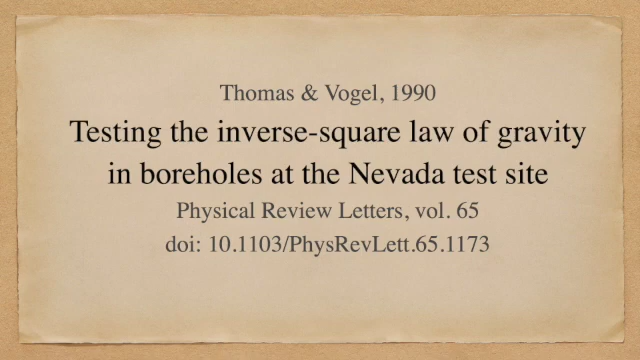 Thomas & Vogel, 1990
Testing the inverse-square law of gravity
in boreholes at the Nevada test site
Physical Review Letters, vol. 65
doi: 10.1103/PhysRevLett.65.1173